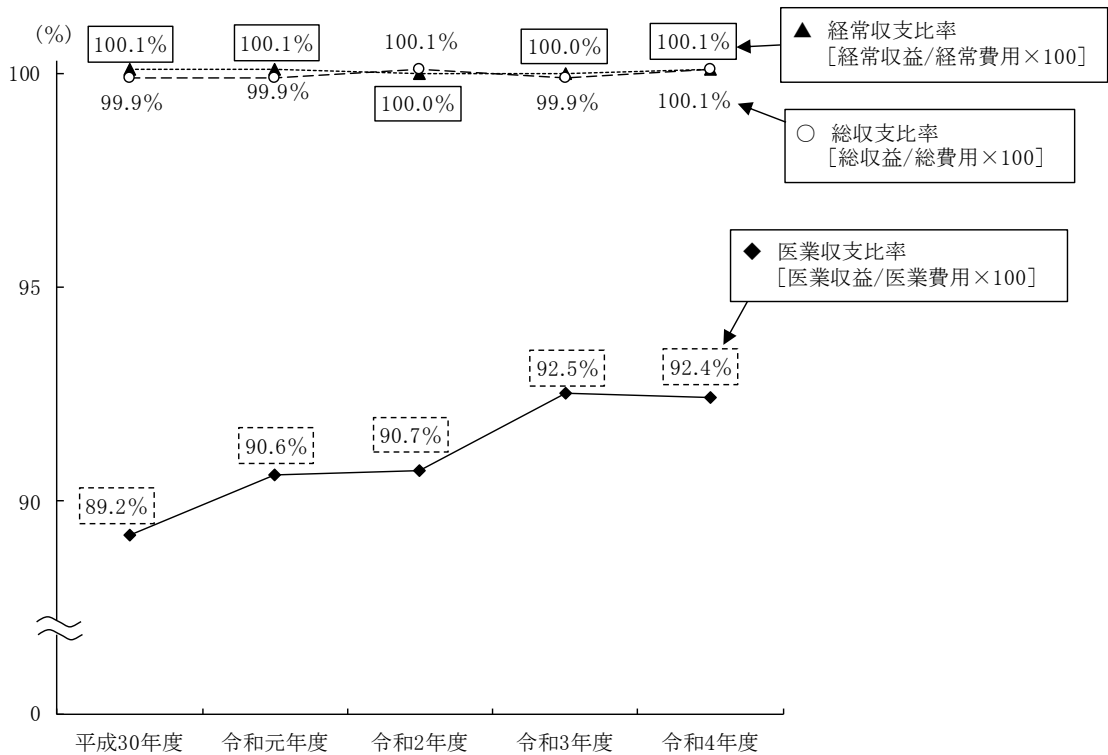 (%)
100.1%
100.1%
100.1%
100.0%
100.1%
▲ 経常収支比率
[経常収益/経常費用×100]
100
99.9%
99.9%
100.0%
99.9%
100.1%
○ 総収支比率
[総収益/総費用×100]
◆ 医業収支比率
[医業収益/医業費用×100]
95
92.5%
92.4%
90.6%
90.7%
90
89.2%
0
平成30年度
令和元年度
令和2年度
令和3年度
令和4年度